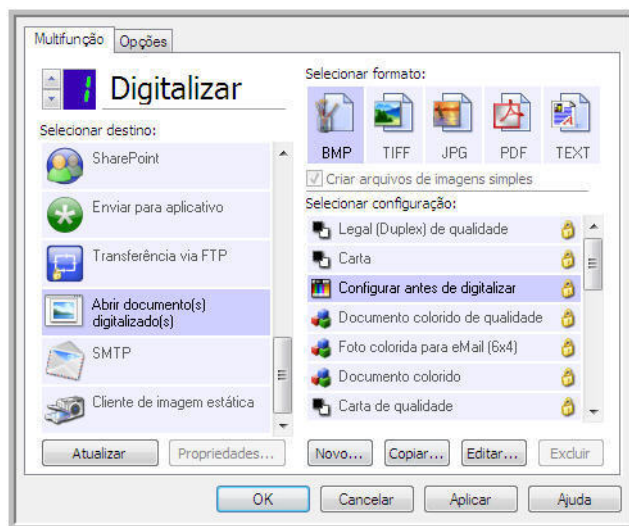 Multifunção
Opções
1
Digitalizar
Selecionar destino:
SharePoint
Enviar para aplicativo
Transferência via FTP
Abrir documento(s)
digitalizado(s)
SMTP
Cliente de imagem estática
Atualizar
Propriedades...
Selecionar formato:
BMP
TIFF
JPG
PDF
TEXT
Criar arquivos de imagens simples
Selecionar configuração:
Legal (Duplex) de qualidade
Carta
Configurar antes de digitalizar
Documento colorido de qualidade
Foto colorida para eMail (6x4)
Documento colorido
Carta de qualidade
Novo...
Copiar...
Editar...
Excluir
OK
Cancelar
Aplicar
Ajuda